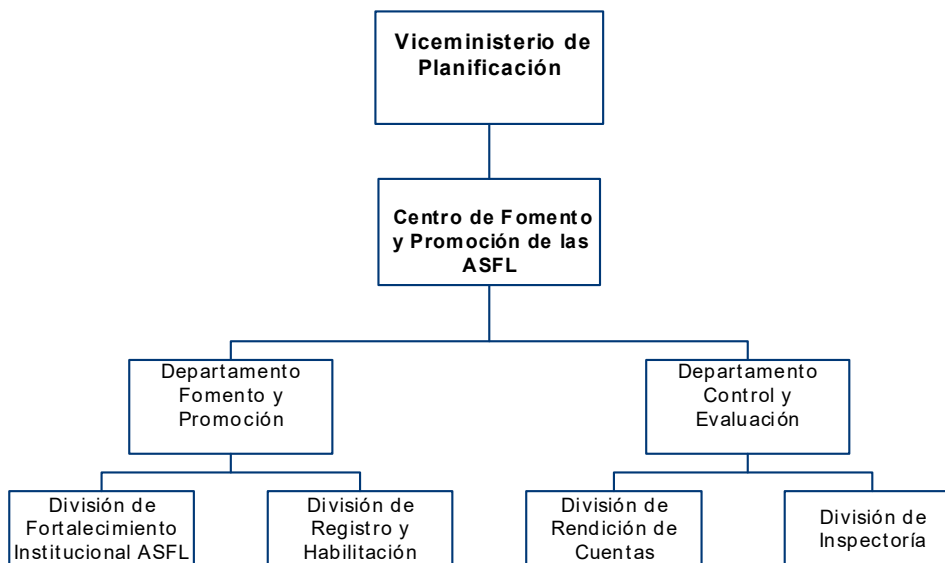 Viceministerio de
Planificación
Centro de Fomento
y Promoción de las
ASFL
Departamento
Fomento y
Promoción
Departamento
Control y
Evaluación
División de
Fortalecimiento
Institucional ASFL
División de
Registro y
Habilitación
División de
Rendición de
Cuentas
División de
Inspectoría